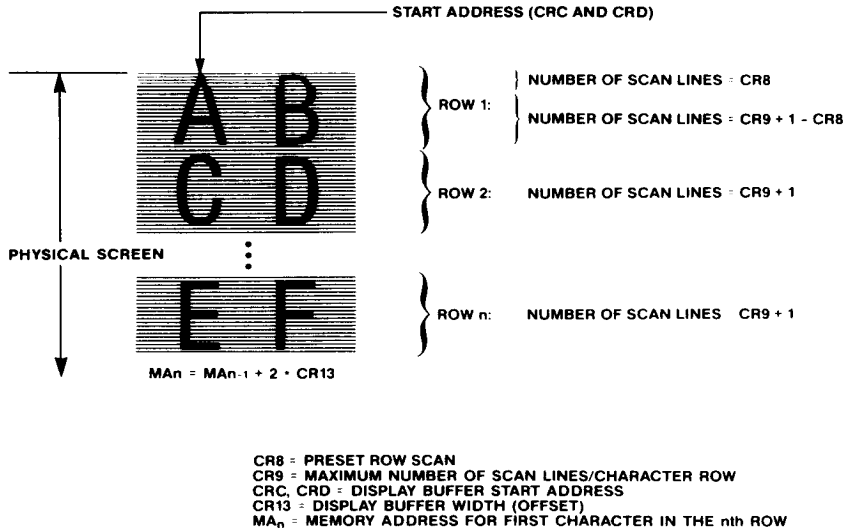 START ADDRESS (CRC AND CRD)
A B
ROW 1:
NUMBER OF SCAN LINES = CR8
NUMBER OF SCAN LINES = CR9 + 1 - CR8
C D
ROW 2: NUMBER OF SCAN LINES = CR9 + 1
PHYSICAL SCREEN
E F
ROW n: NUMBER OF SCAN LINES CR9 + 1
MAn = MAn-1 + 2 * CR13
CR8 = PRESET ROW SCAN
CR9 = MAXIMUM NUMBER OF SCAN LINES/CHARACTER ROW
CRC, CRD = DISPLAY BUFFER START ADDRESS
CR13 = DISPLAY BUFFER WIDTH (OFFSET)
MAn = MEMORY ADDRESS FOR FIRST CHARACTER IN THE nth ROW